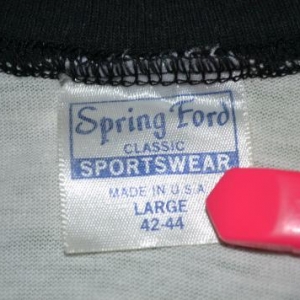 Spring Ford
CLASSIC
SPORTSWEAR
MADE IN U.S.A
LARGE
42-44